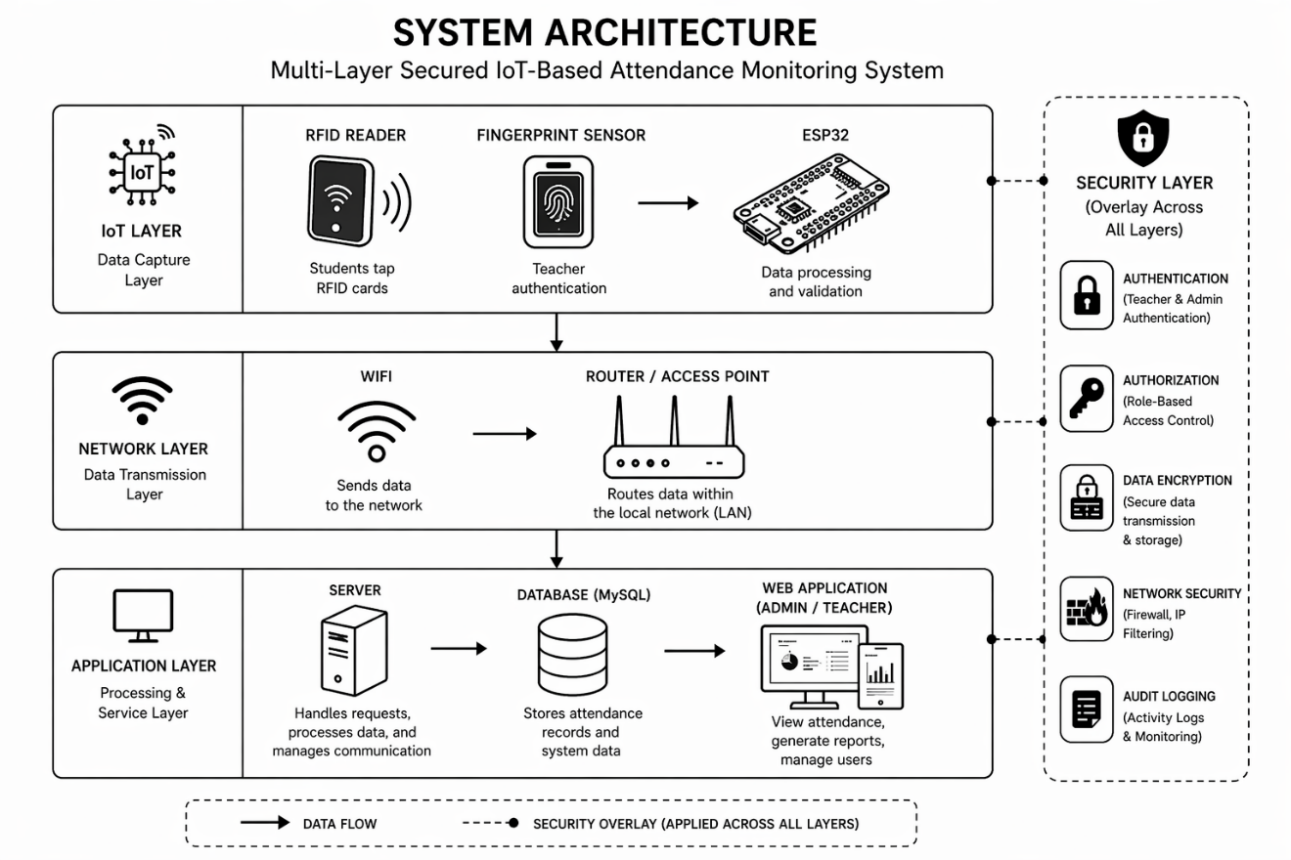 SYSTEM ARCHITECTURE
Multi-Layer Secured IoT-Based Attendance Monitoring System
IoT
IoT LAYER
Data Capture
Layer
RFID READER
Students tap
RFID cards
FINGERPRINT SENSOR
Teacher
authentication
ESP32
Data processing
and validation
NETWORK LAYER
Data Transmission
Layer
WIFI
Sends data
to the network
ROUTER / ACCESS POINT
Routes data within
the local network (LAN)
APPLICATION LAYER
Processing &
Service Layer
SERVER
Handles requests,
processes data, and
manages communication
DATABASE (MySQL)
Stores attendance
records and
system data
WEB APPLICATION
(ADMIN / TEACHER)
View attendance,
generate reports,
manage users
SECURITY LAYER
(Overlay Across
All Layers)
AUTHENTICATION
(Teacher & Admin
Authentication)
AUTHORIZATION
(Role-Based
Access Control)
DATA ENCRYPTION
(Secure data
transmission
& storage)
NETWORK SECURITY
(Firewall, IP
Filtering)
AUDIT LOGGING
(Activity Logs
& Monitoring)
DATA FLOW
SECURITY OVERLAY (APPLIED ACROSS ALL LAYERS)